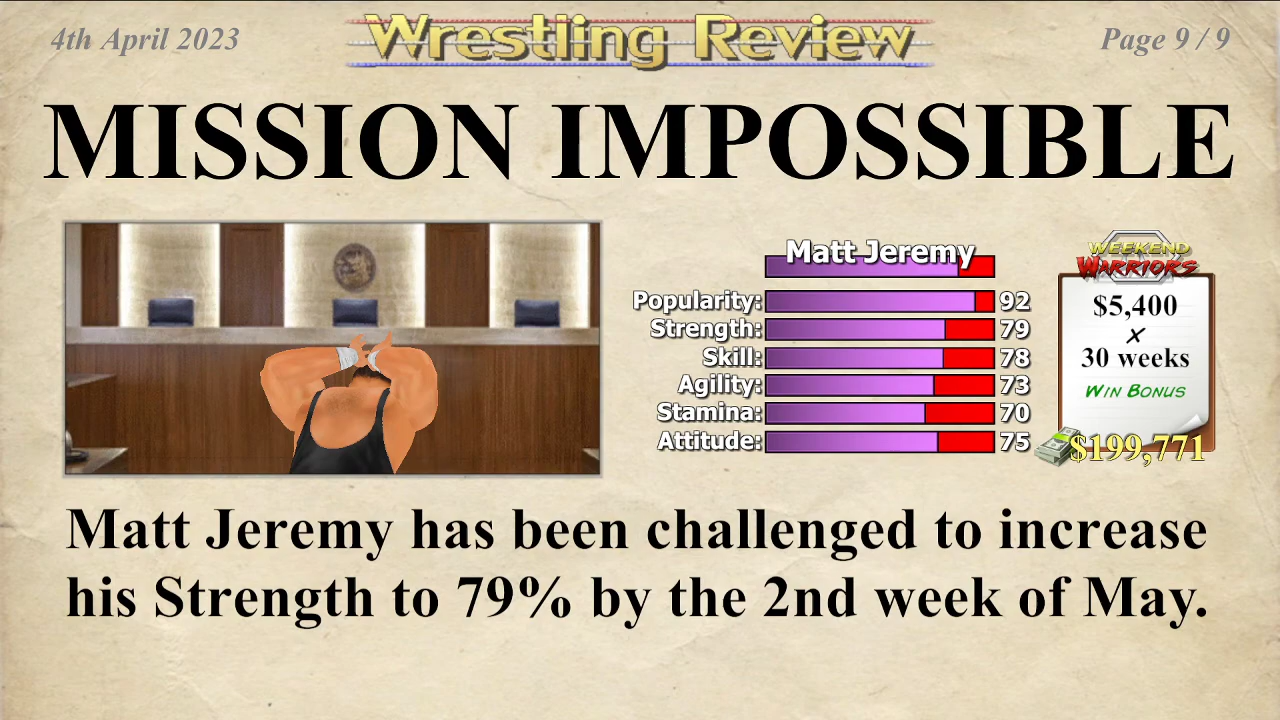 4th April 2023
Wrestling Review
Page 9 / 9
MISSION IMPOSSIBLE
Matt Jeremy
Popularity: 92
Strength: 79
Skill: 78
Agility: 73
Stamina: 70
Attitude: 75
WEEKEND
WARRIORS
$5,400
×
30 weeks
WIN BONUS
$199,771
Matt Jeremy has been challenged to increase
his Strength to 79% by the 2nd week of May.